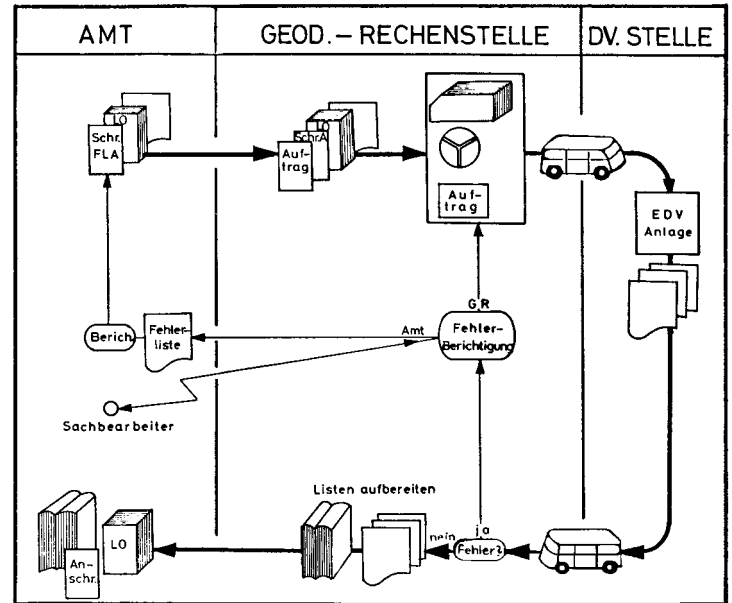 AMT
GEOD.-RECHENSTELLE
DV. STELLE
LO
Schr.
FLA
LO
Schr.A
Auf-
trag
Auf-
trag
EDV
Anlage
GR
Amt
Fehler-
Berichtigung
Berich
Fehler-
liste
Sachbearbeiter
Listen aufbereiten
ja
nein
Fehler?
LO
An-
schr.